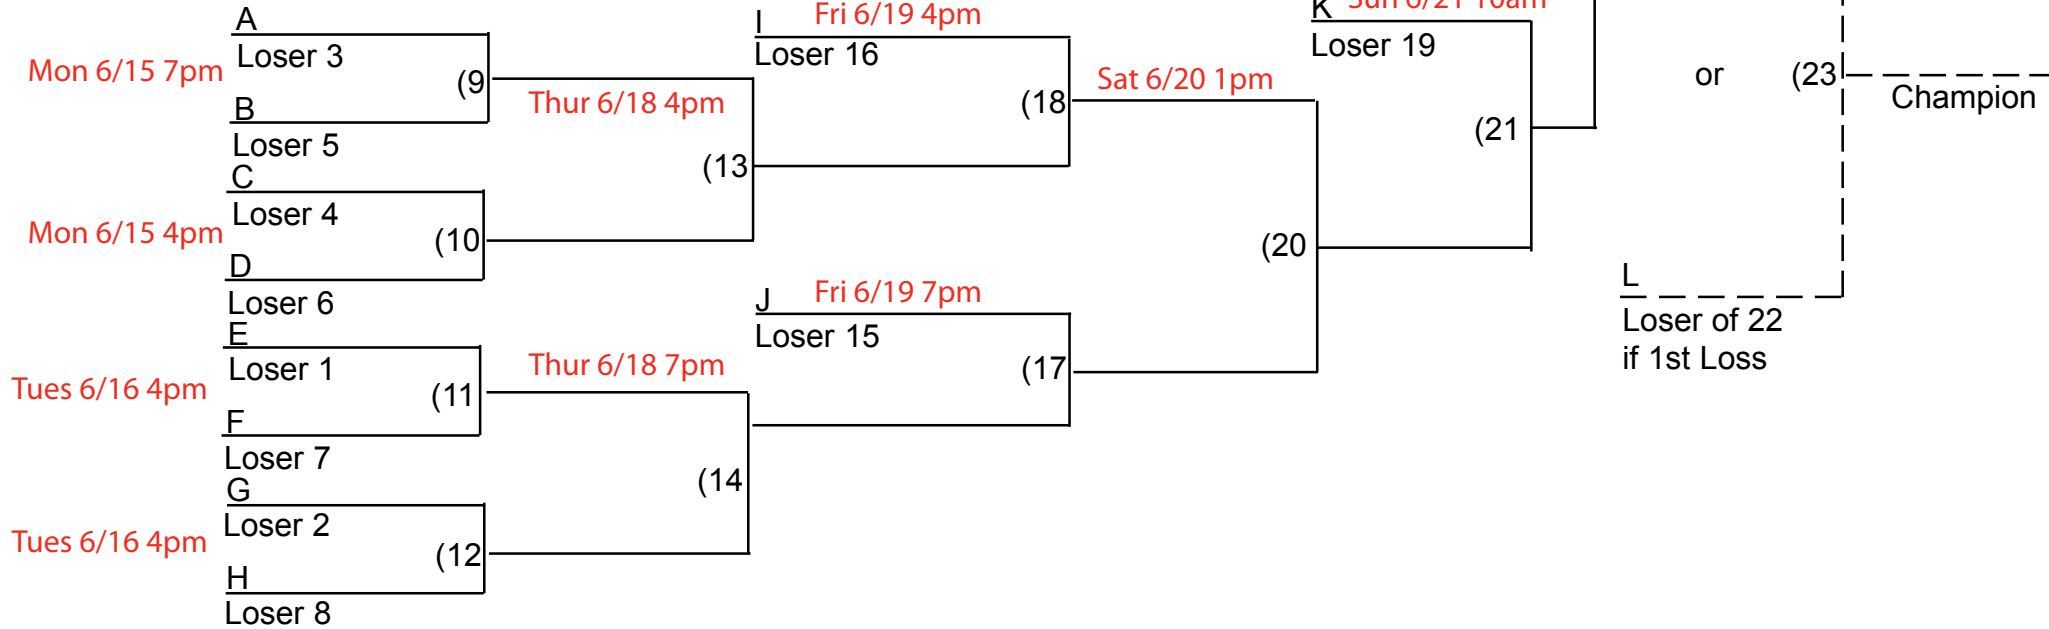 A
Loser 3
Mon 6/15 7pm
(9
B
Loser 5
C
Loser 4
Mon 6/15 4pm
(10
D
Loser 6
E
Loser 1
Tues 6/16 4pm
(11
F
Loser 7
G
Loser 2
Tues 6/16 4pm
(12
H
Loser 8
Thur 6/18 4pm
(13
Thur 6/18 7pm
(14
I
Fri 6/19 4pm
Loser 16
(18
J
Fri 6/19 7pm
Loser 15
(17
Sat 6/20 1pm
(20
K
Sun 6/21 10am
Loser 19
(21
or
(23
Champion
L
Loser of 22
if 1st Loss